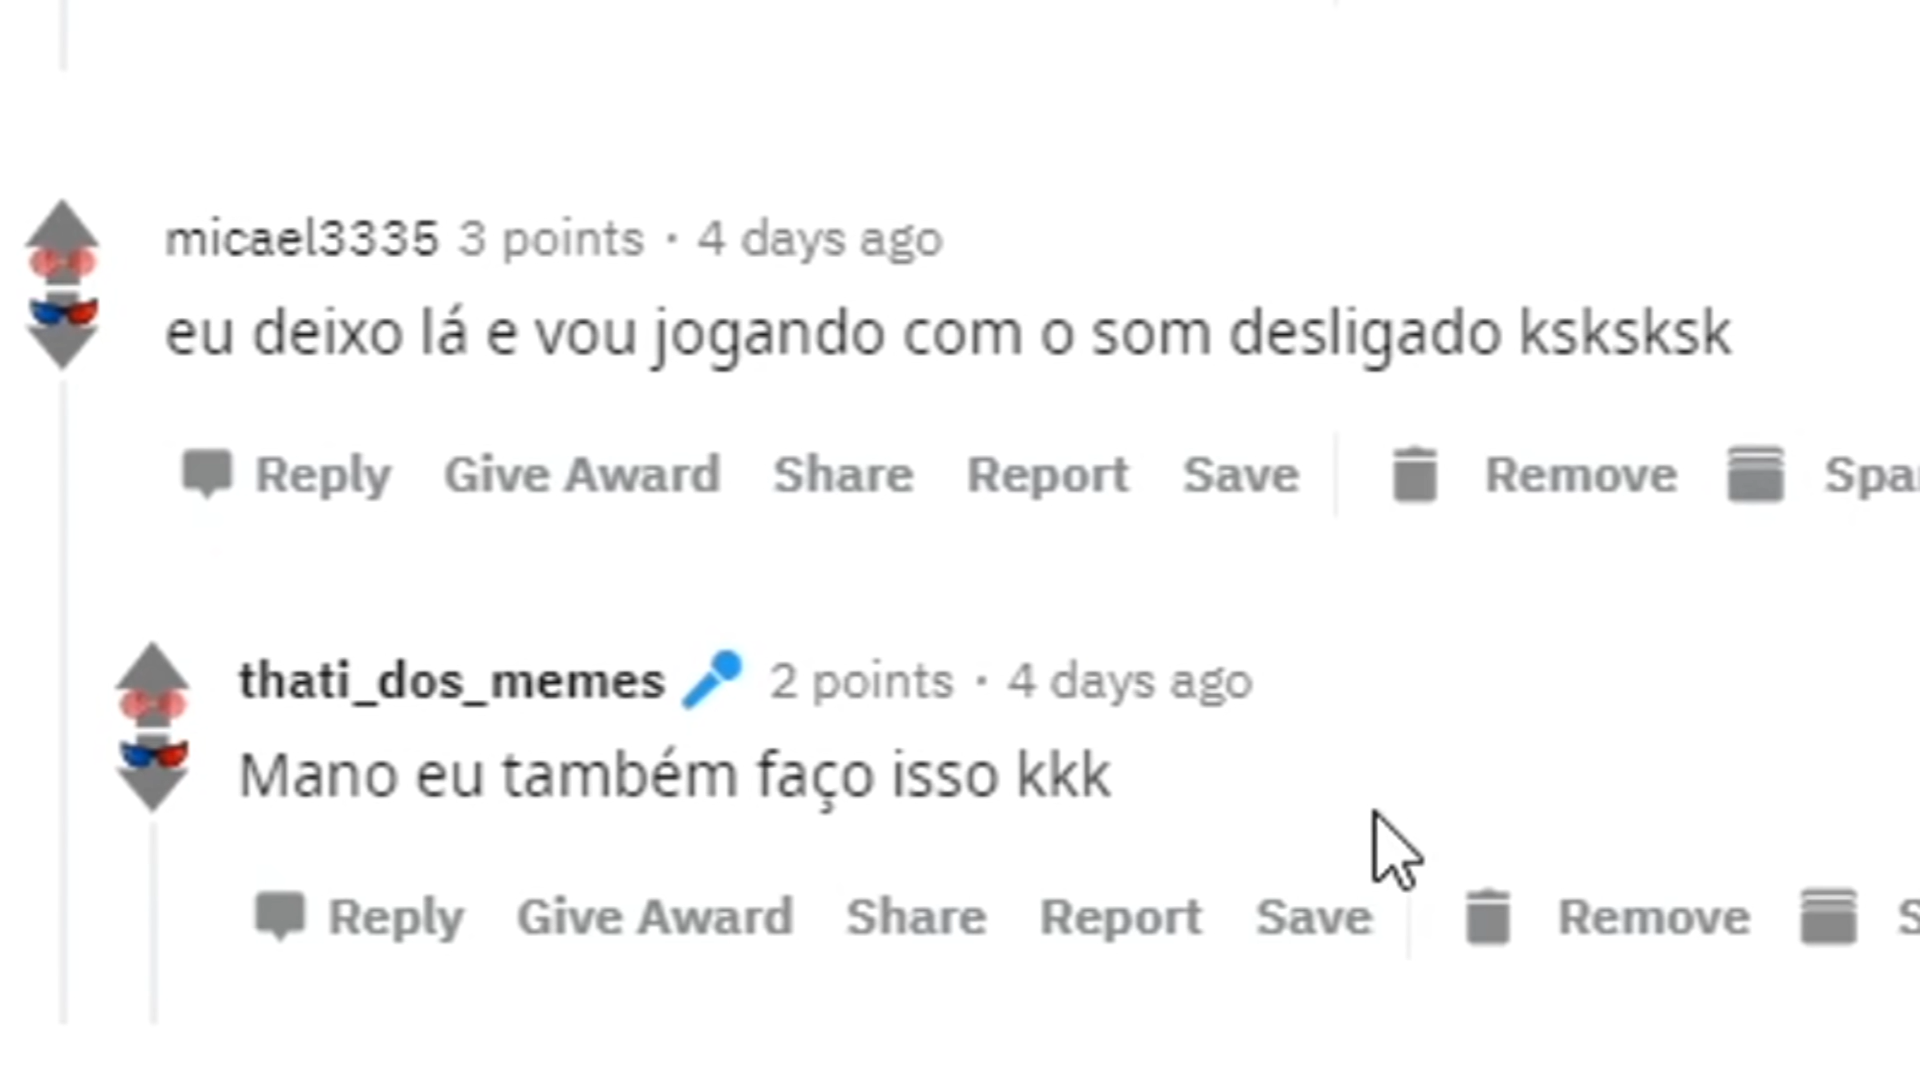 micael3335 3 points · 4 days ago
eu deixo lá e vou jogando com o som desligado ksksksk
Reply Give Award Share Report Save Remove
thati_dos_memes 2 points · 4 days ago
Mano eu também faço isso kkk
Reply Give Award Share Report Save Remove